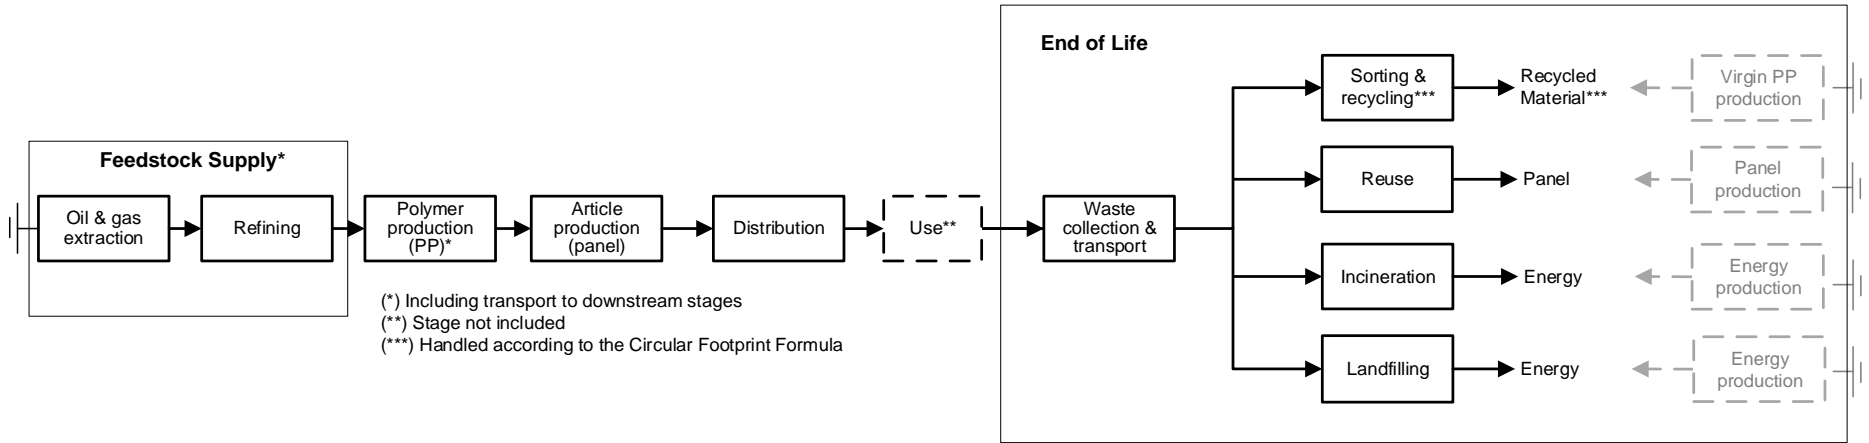 End of Life
Sorting &
recycling***
Recycled
Material***
Virgin PP
production
Feedstock Supply*
Oil & gas
extraction
Refining
Polymer
production
(PP)*
Article
production
(panel)
Distribution
Use**
Waste
collection &
transport
Reuse
Panel
Panel
production
Incineration
Energy
Energy
production
Landfilling
Energy
Energy
production
(*) Including transport to downstream stages
(**) Stage not included
(***) Handled according to the Circular Footprint Formula